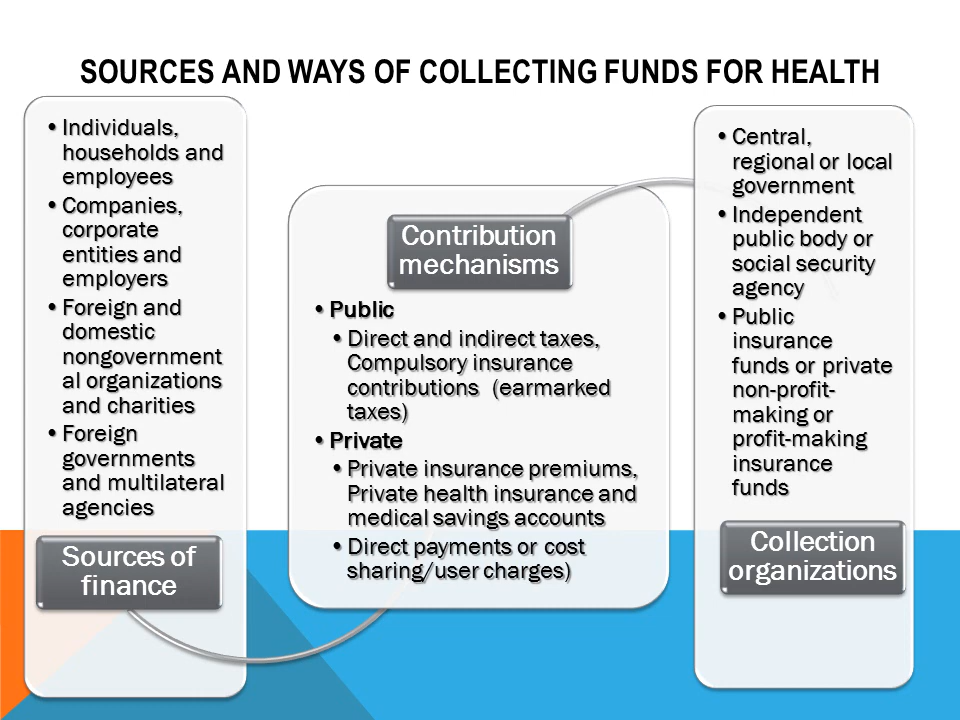 SOURCES AND WAYS OF COLLECTING FUNDS FOR HEALTH
•Individuals,
households and
employees
•Companies,
corporate
entities and
employers
•Foreign and
domestic
nongovernment
al organizations
and charities
•Foreign
governments
and multilateral
agencies
Sources of
finance
Contribution
mechanisms
•Public
•Direct and indirect taxes,
Compulsory insurance
contributions (earmarked
taxes)
•Private
•Private insurance premiums,
Private health insurance and
medical savings accounts
•Direct payments or cost
sharing/user charges)
•Central,
regional or local
government
•Independent
public body or
social security
agency
•Public
insurance
funds or private
non-profit-
making or
profit-making
insurance
funds
Collection
organizations